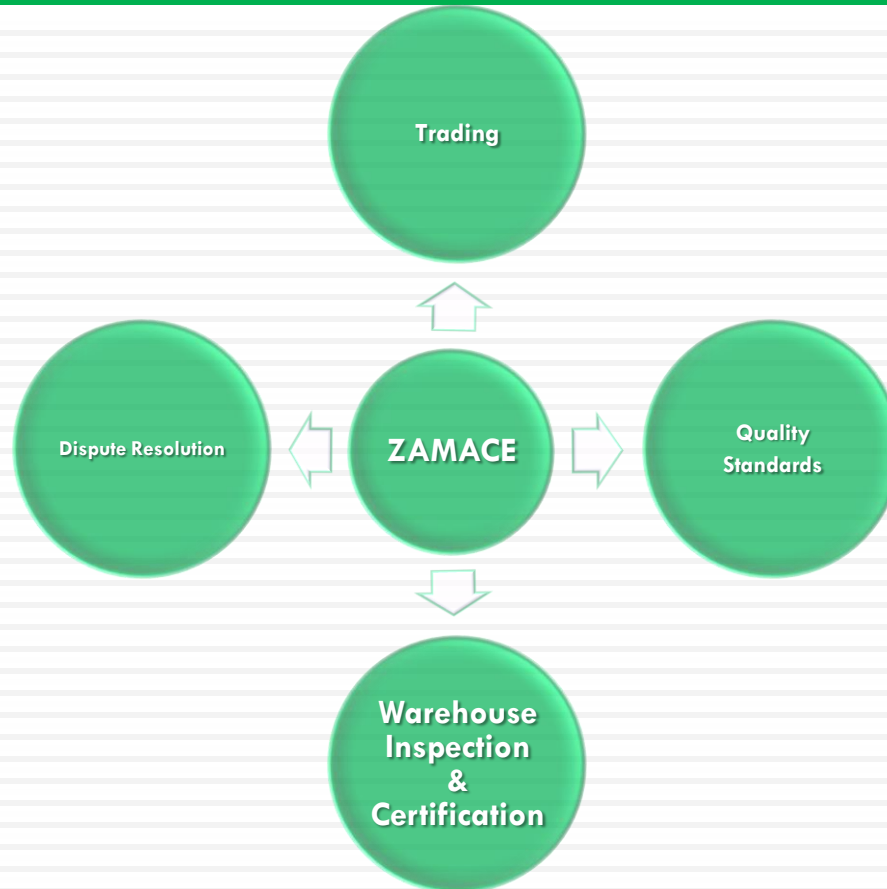 Trading
Dispute Resolution
ZAMACE
Quality
Standards
Warehouse
Inspection
&
Certification